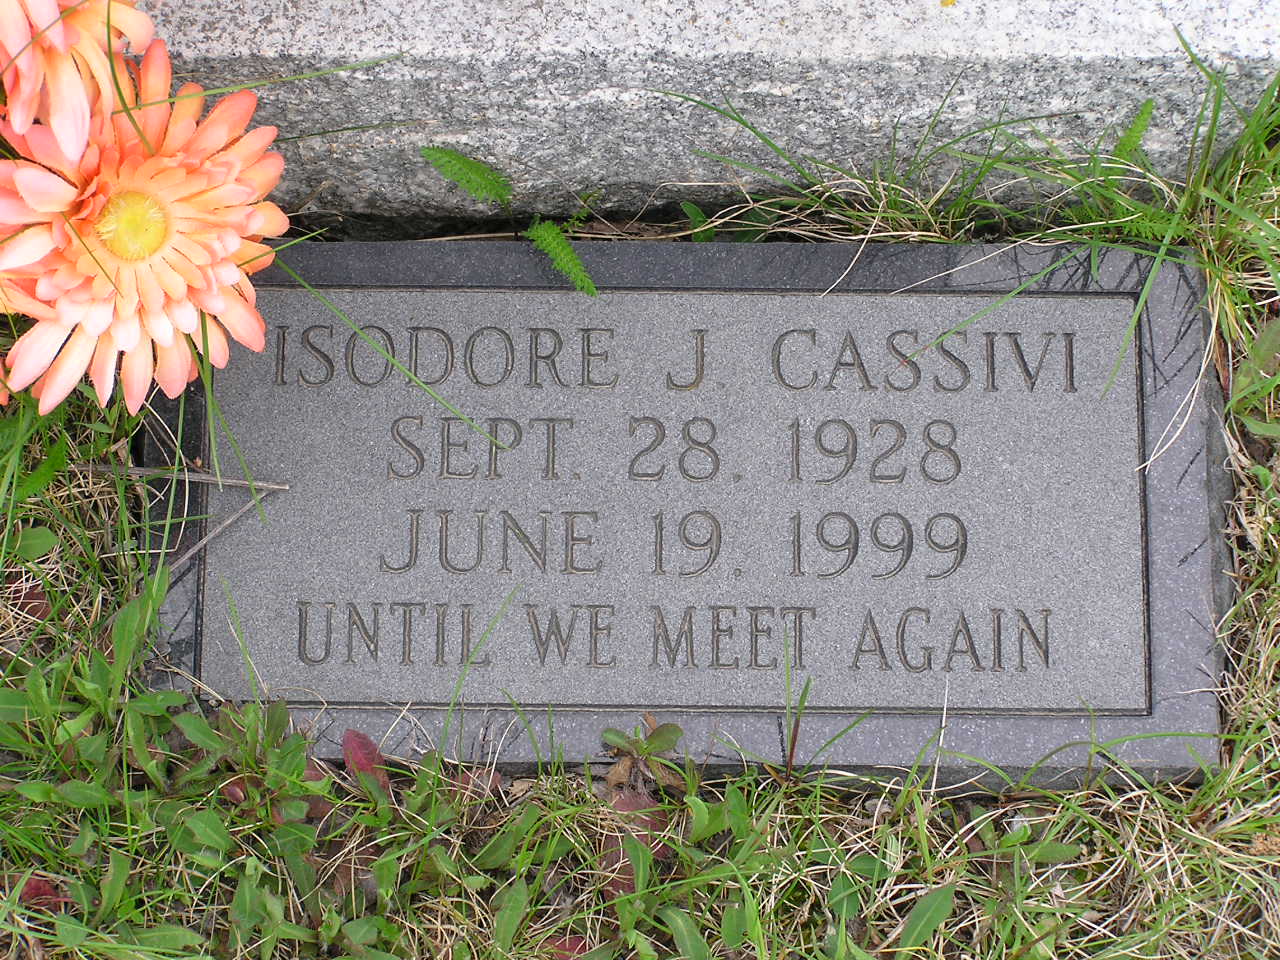 ISODORE J. CASSIVI
SEPT. 28. 1928
JUNE 19. 1999
UNTIL WE MEET AGAIN